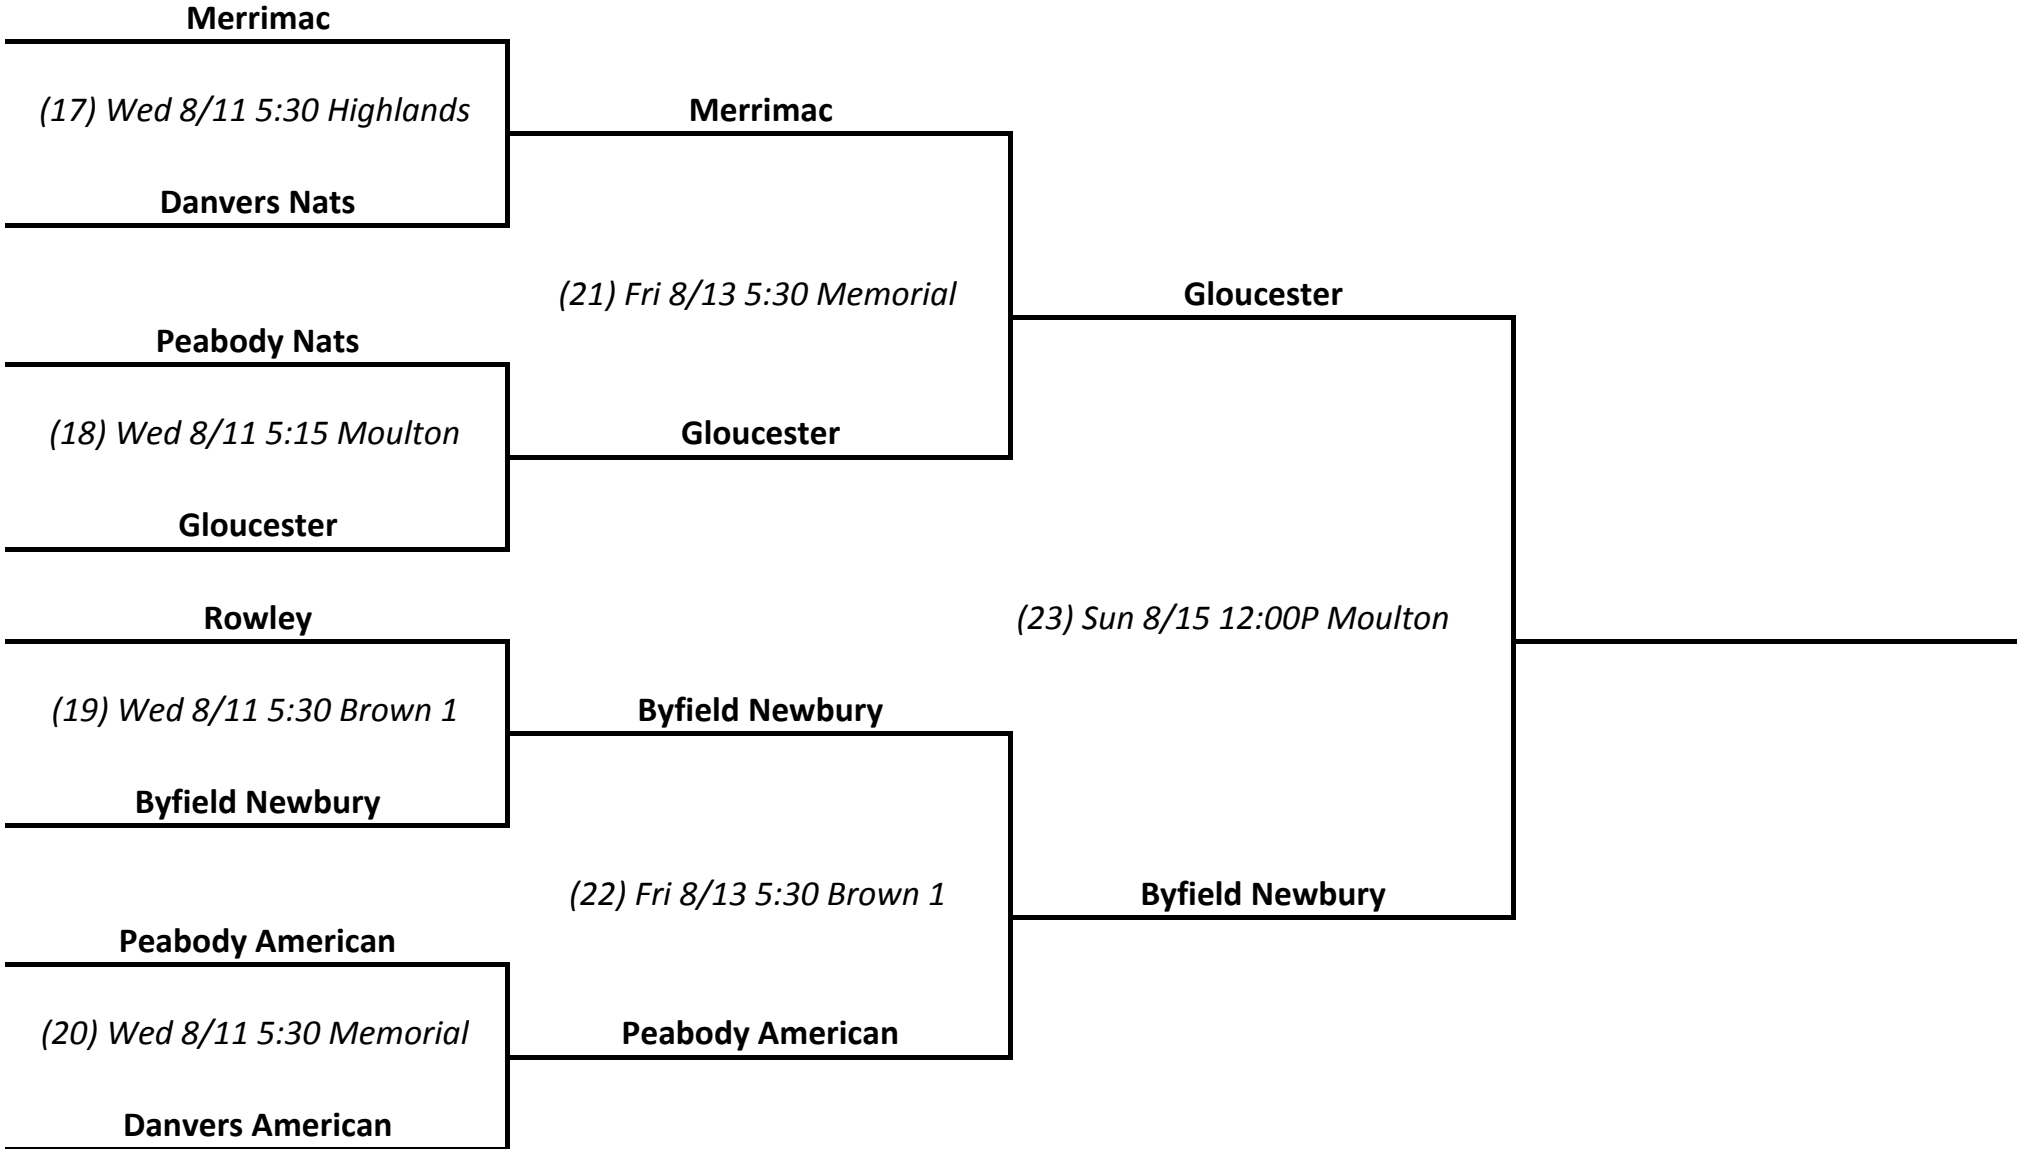 Merrimac
(17) Wed 8/11 5:30 Highlands
Merrimac
Danvers Nats
(21) Fri 8/13 5:30 Memorial
Gloucester
Peabody Nats
(18) Wed 8/11 5:15 Moulton
Gloucester
Gloucester
Rowley
(23) Sun 8/15 12:00P Moulton
(19) Wed 8/11 5:30 Brown 1
Byfield Newbury
Byfield Newbury
(22) Fri 8/13 5:30 Brown 1
Byfield Newbury
Peabody American
(20) Wed 8/11 5:30 Memorial
Peabody American
Danvers American